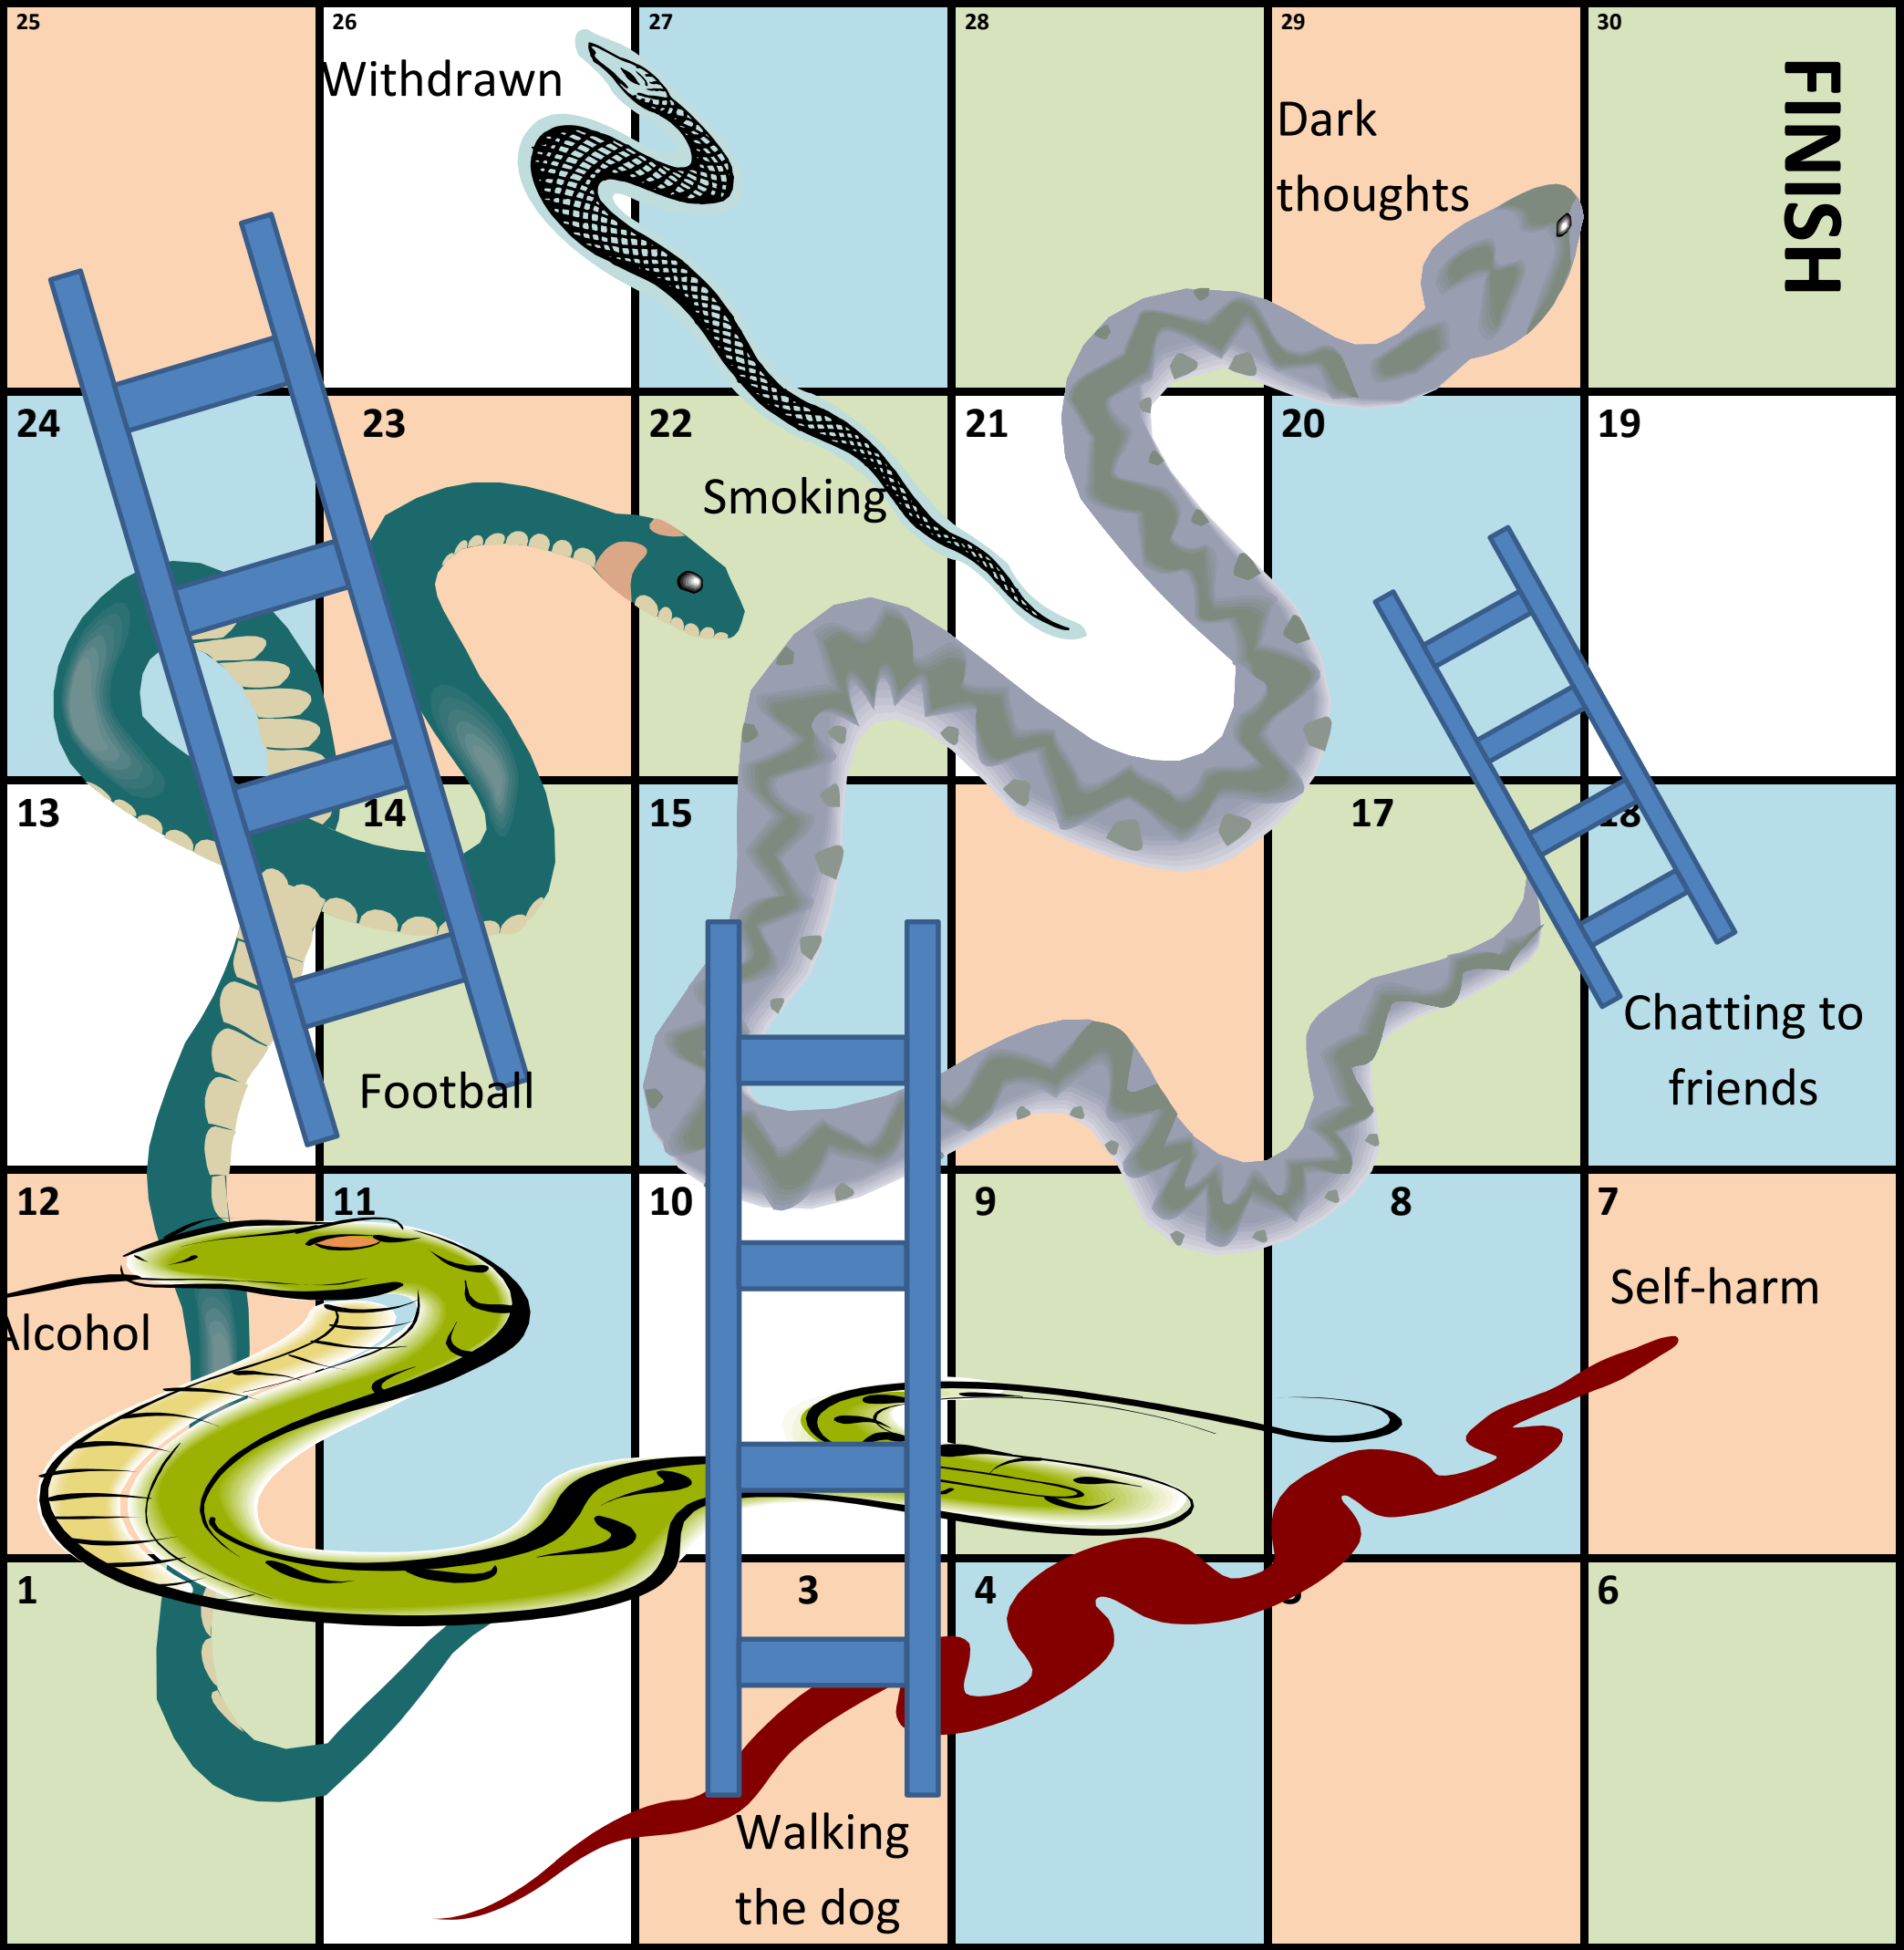 25 26 27 28 29 30
Withdrawn
Dark
thoughts
FINISH
24 23 22 21 20 19
Smoking
13 14 15 17 18
Football
Chatting to
friends
12 11 10 9 8 7
Alcohol
Self-harm
1 3 4 6
Walking
the dog